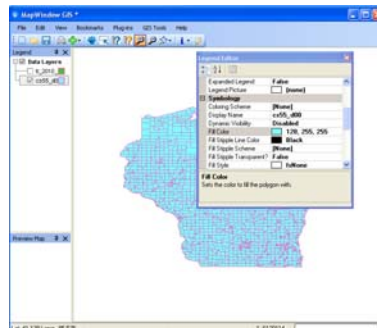 MapWindow GIS *
File Edit View Bookmarks Plug-ins GIS Tools Help
Legend
Data Layers
cs55_d00
Preview Map
Legend Editor
Expanded Legend False
Legend Picture (none)
Symbology
Coloring Scheme [None]
Display Name cs55_d00
Dynamic Visibility Disabled
Fill Color 128, 255, 255
Fill Stipple Line Color Black
Fill Stipple Scheme [None]
Fill Stipple Transparent? False
Fill Style fsNone
Fill Color
Sets the color to fill the polygon with.